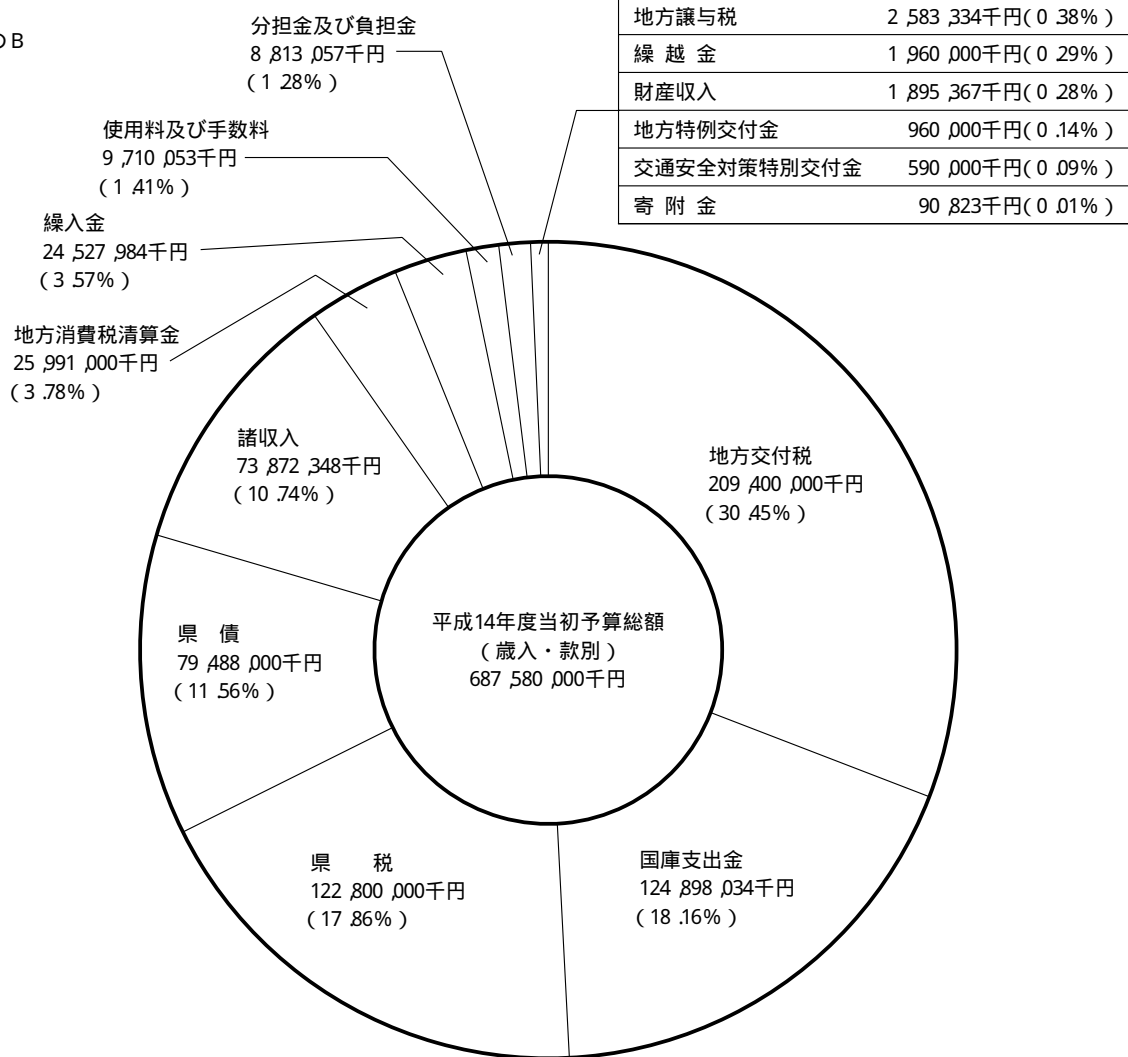 のB
分担金及び負担金
8,813,057千円
(1.28%)
地方譲与税 2,583,334千円(0.38%)
繰越金 1,960,000千円(0.29%)
財産収入 1,895,367千円(0.28%)
地方特例交付金 960,000千円(0.14%)
交通安全対策特別交付金 590,000千円(0.09%)
寄附金 90,823千円(0.01%)
使用料及び手数料
9,710,053千円
(1.41%)
繰入金
24,527,984千円
(3.57%)
地方消費税清算金
25,991,000千円
(3.78%)
諸収入
73,872,348千円
(10.74%)
地方交付税
209,400,000千円
(30.45%)
平成14年度当初予算総額
(歳入・款別)
687,580,000千円
県 債
79,488,000千円
(11.56%)
県 税
122,800,000千円
(17.86%)
国庫支出金
124,898,034千円
(18.16%)